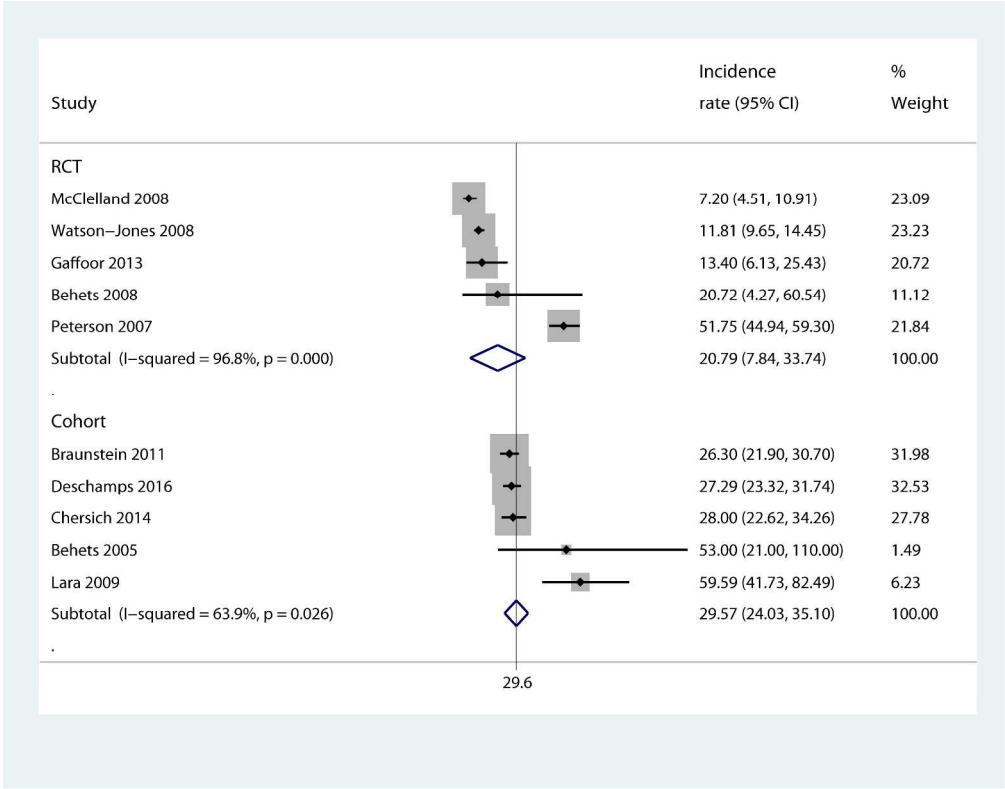 Incidence %
Study rate (95% CI) Weight
RCT
McClelland 2008 7.20 (4.51, 10.91) 23.09
Watson−Jones 2008 11.81 (9.65, 14.45) 23.23
Gaffoor 2013 13.40 (6.13, 25.43) 20.72
Behets 2008 20.72 (4.27, 60.54) 11.12
Peterson 2007 51.75 (44.94, 59.30) 21.84
Subtotal (I−squared = 96.8%, p = 0.000) 20.79 (7.84, 33.74) 100.00
.
Cohort
Braunstein 2011 26.30 (21.90, 30.70) 31.98
Deschamps 2016 27.29 (23.32, 31.74) 32.53
Chersich 2014 28.00 (22.62, 34.26) 27.78
Behets 2005 53.00 (21.00, 110.00) 1.49
Lara 2009 59.59 (41.73, 82.49) 6.23
Subtotal (I−squared = 63.9%, p = 0.026) 29.57 (24.03, 35.10) 100.00
.
29.6